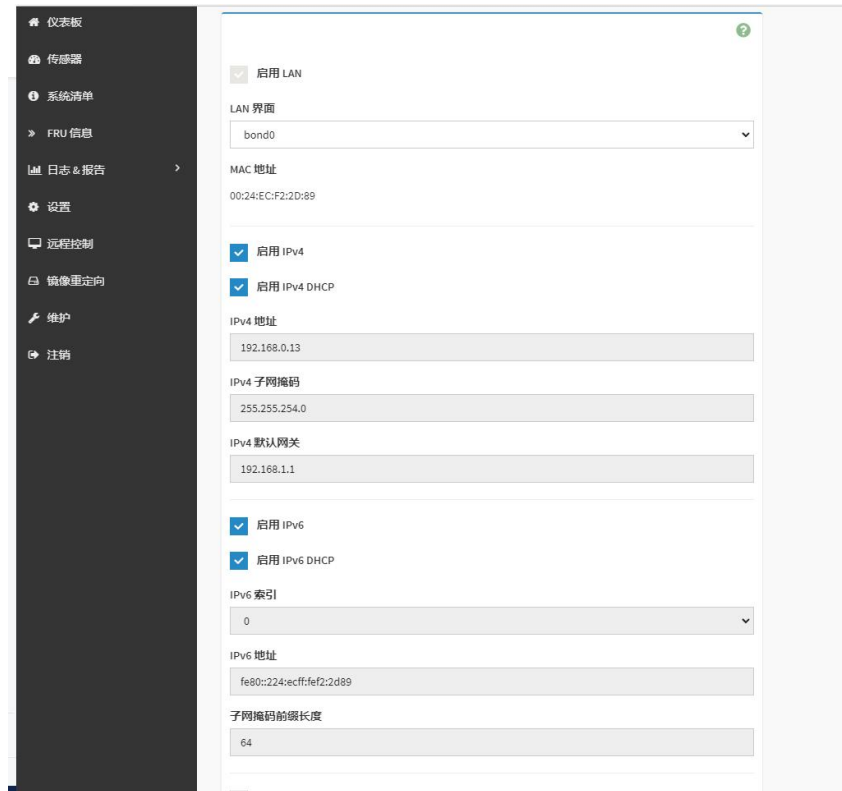 仪表板
传感器
系统清单
FRU 信息
日志 & 报告
设置
远程控制
镜像重定向
维护
注销
启用 LAN
LAN 界面
bond0
MAC 地址
00:24:EC:F2:2D:89
启用 IPv4
启用 IPv4 DHCP
IPv4 地址
192.168.0.13
IPv4 子网掩码
255.255.254.0
IPv4 默认网关
192.168.1.1
启用 IPv6
启用 IPv6 DHCP
IPv6 索引
0
IPv6 地址
fe80::224:ecff:fef2:2d89
子网掩码前缀长度
64